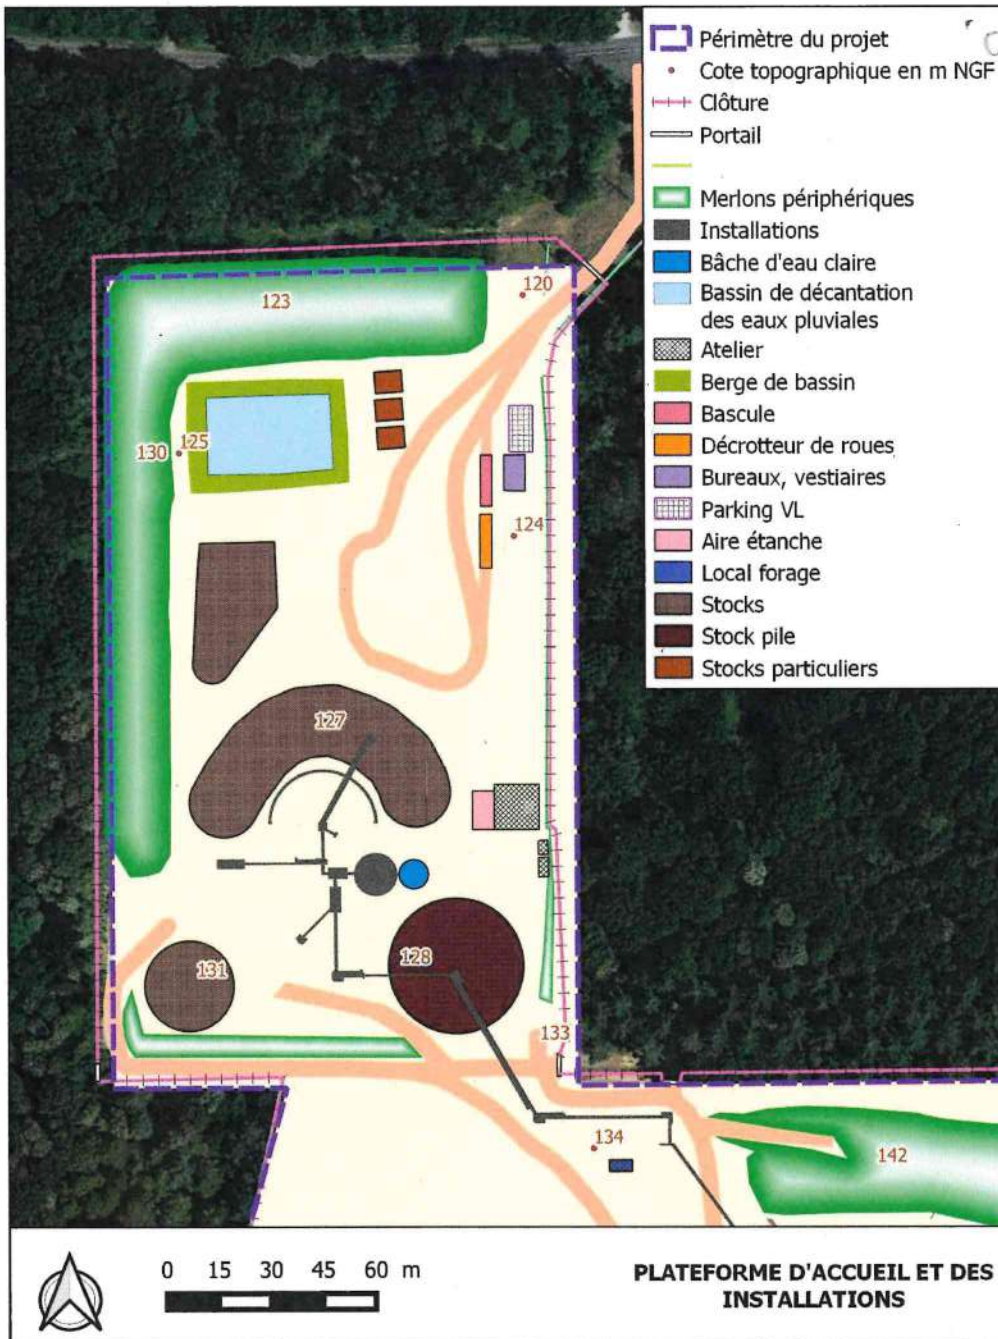 Périmètre du projet
Cote topographique en m NGF
Clôture
Portail
Merlons périphériques
Installations
Bâche d'eau claire
Bassin de décantation
des eaux pluviales
Atelier
Berge de bassin
Bascule
Décrotteur de roues
Bureaux, vestiaires
Parking VL
Aire étanche
Local forage
Stocks
Stock pile
Stocks particuliers
123
120
130
125
124
127
131
128
133
134
142
0 15 30 45 60 m
PLATEFORME D'ACCUEIL ET DES
INSTALLATIONS